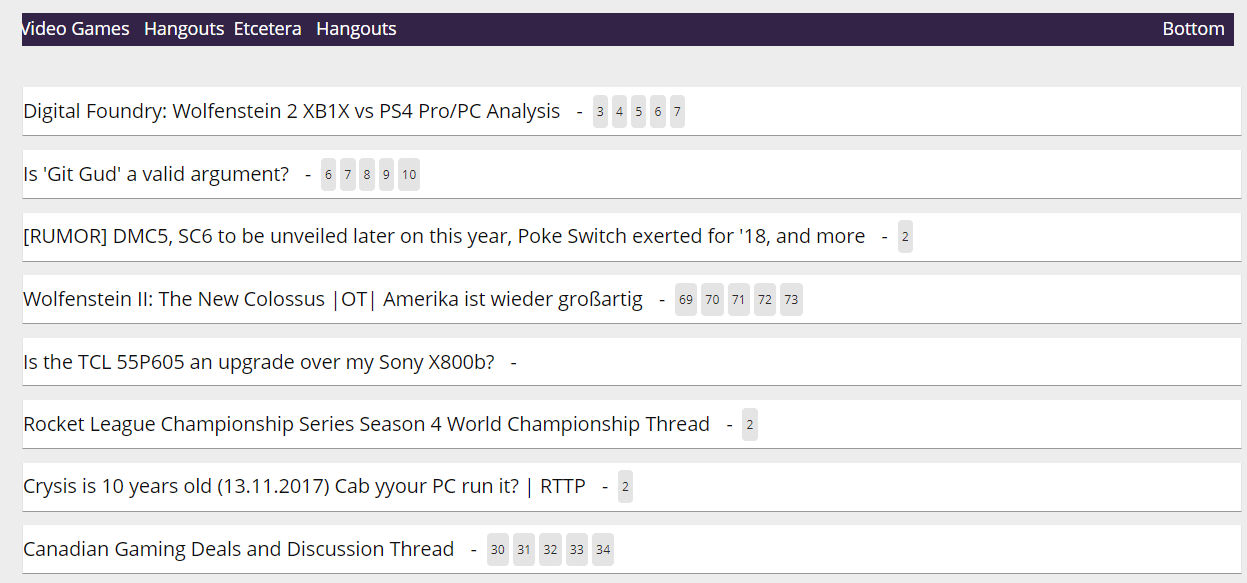 Video Games Hangouts Etcetera Hangouts Bottom
Digital Foundry: Wolfenstein 2 XB1X vs PS4 Pro/PC Analysis - 3 4 5 6 7
Is 'Git Gud' a valid argument? - 6 7 8 9 10
[RUMOR] DMC5, SC6 to be unveiled later on this year, Poke Switch exerted for '18, and more - 2
Wolfenstein II: The New Colossus |OT| Amerika ist wieder großartig - 69 70 71 72 73
Is the TCL 55P605 an upgrade over my Sony X800b? -
Rocket League Championship Series Season 4 World Championship Thread - 2
Crysis is 10 years old (13.11.2017) Cab yyour PC run it? | RTTP - 2
Canadian Gaming Deals and Discussion Thread - 30 31 32 33 34